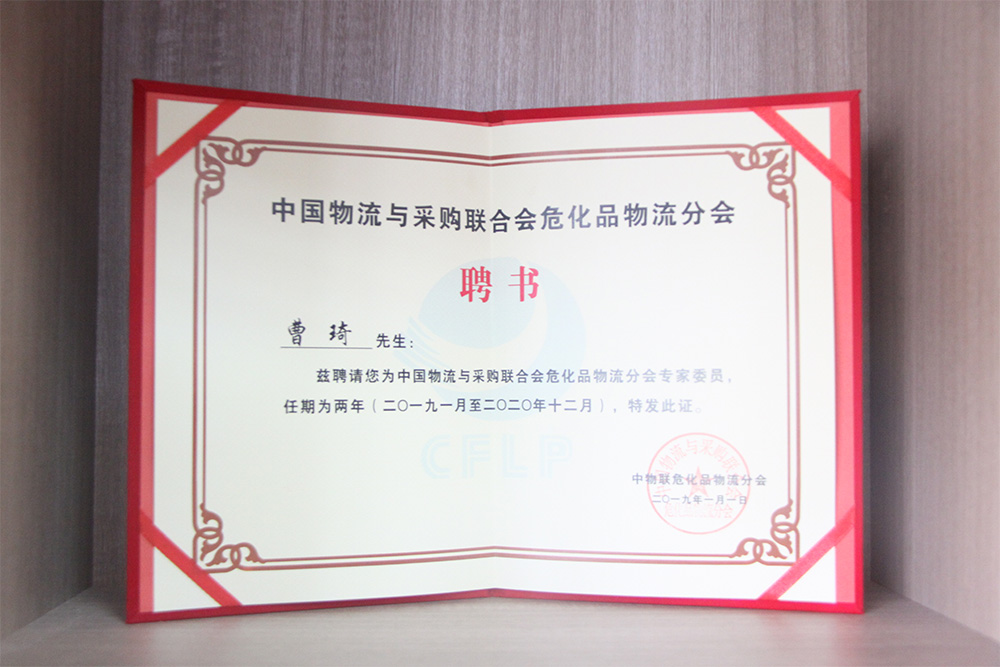 中国物流与采购联合会危化品物流分会
聘书
曹 琦 先生：
兹聘请您为中国物流与采购联合会危化品物流分会专家委员，
任期为两年（二〇一九一月至二〇二〇年十二月），特发此证。
CFLP
中物联危化品物流分会
二〇一九年一月一日